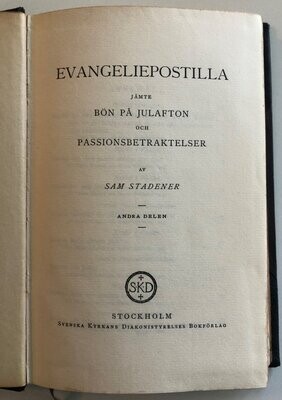 EVANGELIEPOSTILLA
JÄMTE
BÖN PÅ JULAFTON
OCH
PASSIONSBETRAKTELSER
AV
SAM STADENER
ANDRA DELEN
SKD
STOCKHOLM
SVENSKA KYRKANS DIAKONISTYRELSES BOKFÖRLAG